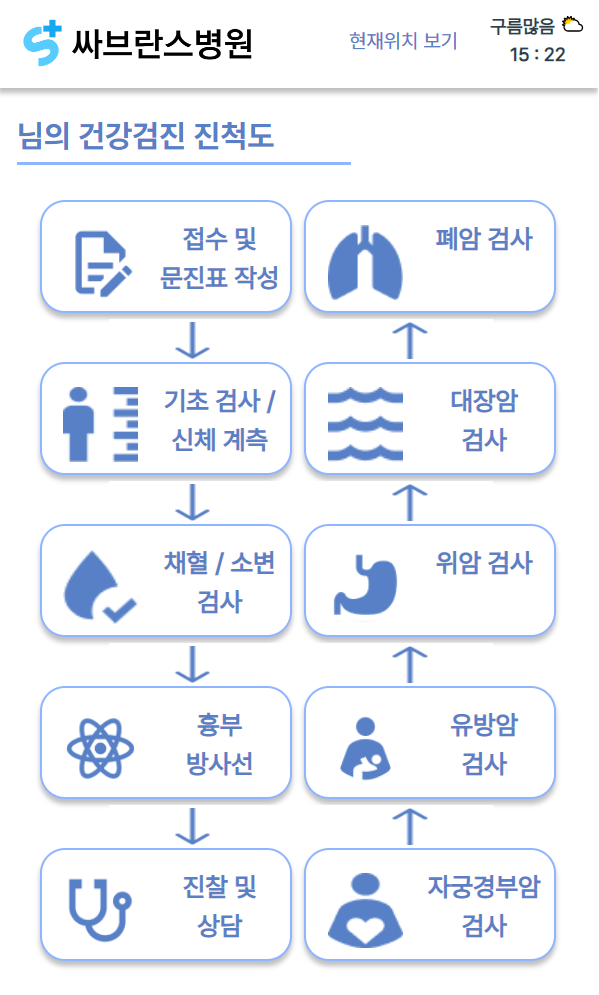 싸브란스병원
현재위치 보기
구름많음
15 : 22
님의 건강검진 진척도
접수 및
문진표 작성
기초 검사 /
신체 계측
채혈 / 소변
검사
흉부
방사선
진찰 및
상담
폐암 검사
대장암
검사
위암 검사
유방암
검사
자궁경부암
검사